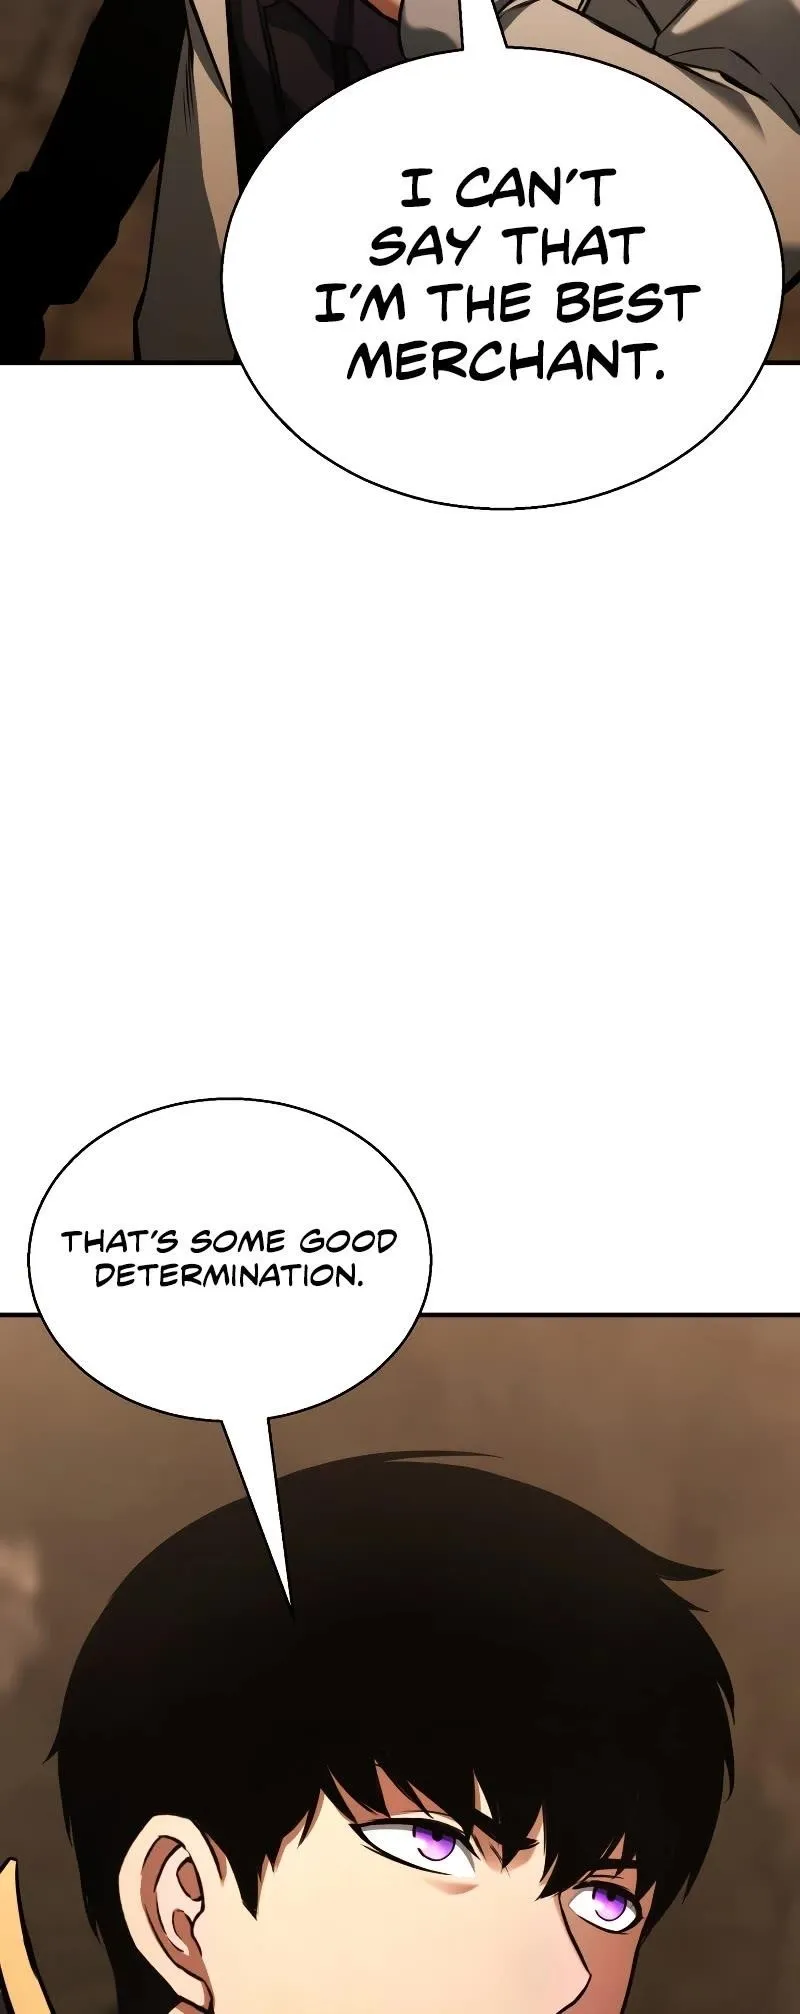 I CAN'T
SAY THAT
I'M THE BEST
MERCHANT.
THAT'S SOME GOOD
DETERMINATION.